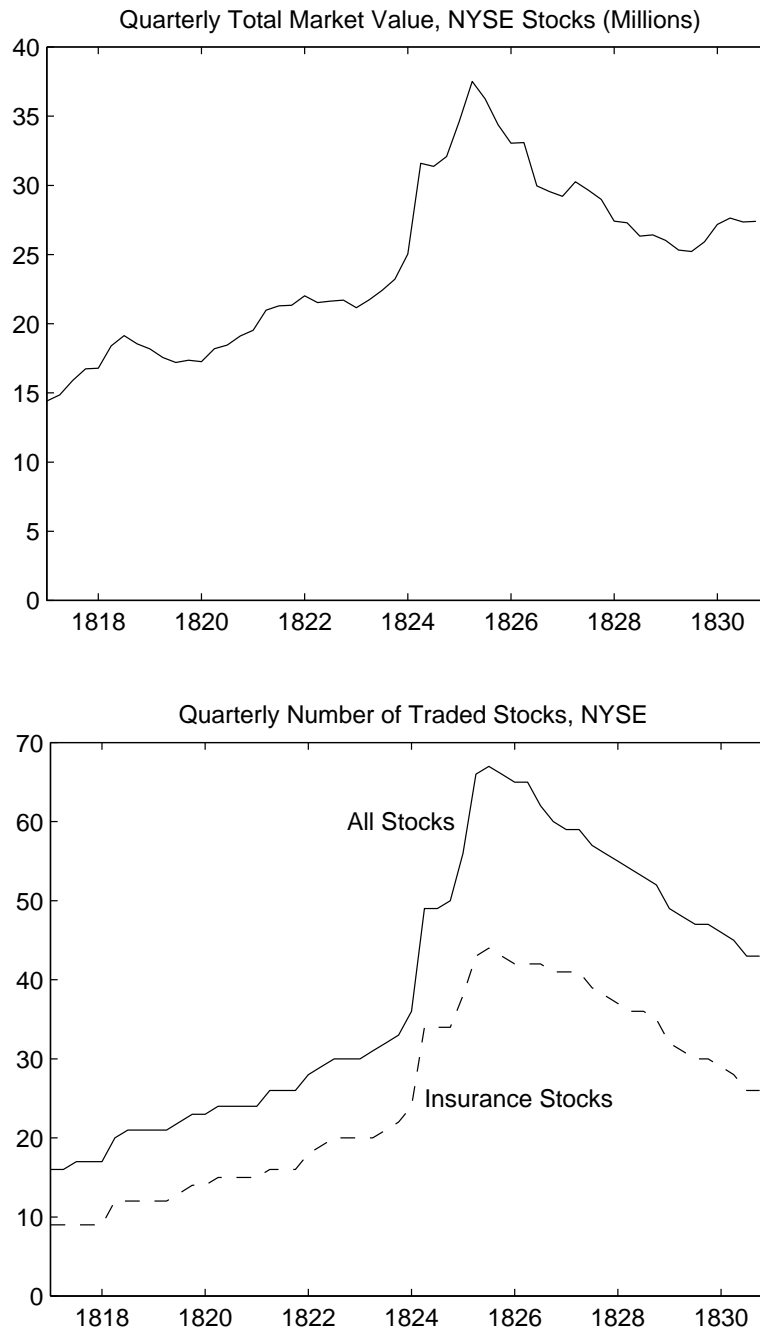 Quarterly Total Market Value, NYSE Stocks (Millions)
40
35
30
25
20
15
10
5
0
1818 1820 1822 1824 1826 1828 1830
Quarterly Number of Traded Stocks, NYSE
70
60
All Stocks
50
40
30
Insurance Stocks
20
10
0
1818 1820 1822 1824 1826 1828 1830